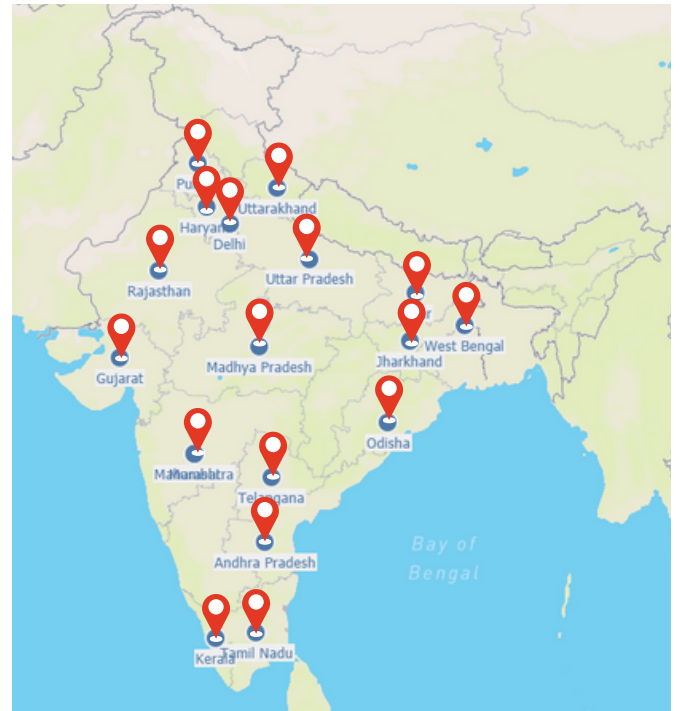 Uttarakhand
Delhi
Uttar Pradesh
Rajasthan
West Bengal
Jharkhand
Madhya Pradesh
Gujarat
Odisha
Telangana
Andhra Pradesh
Bay of
Bengal
Tamil Nadu
Kerala